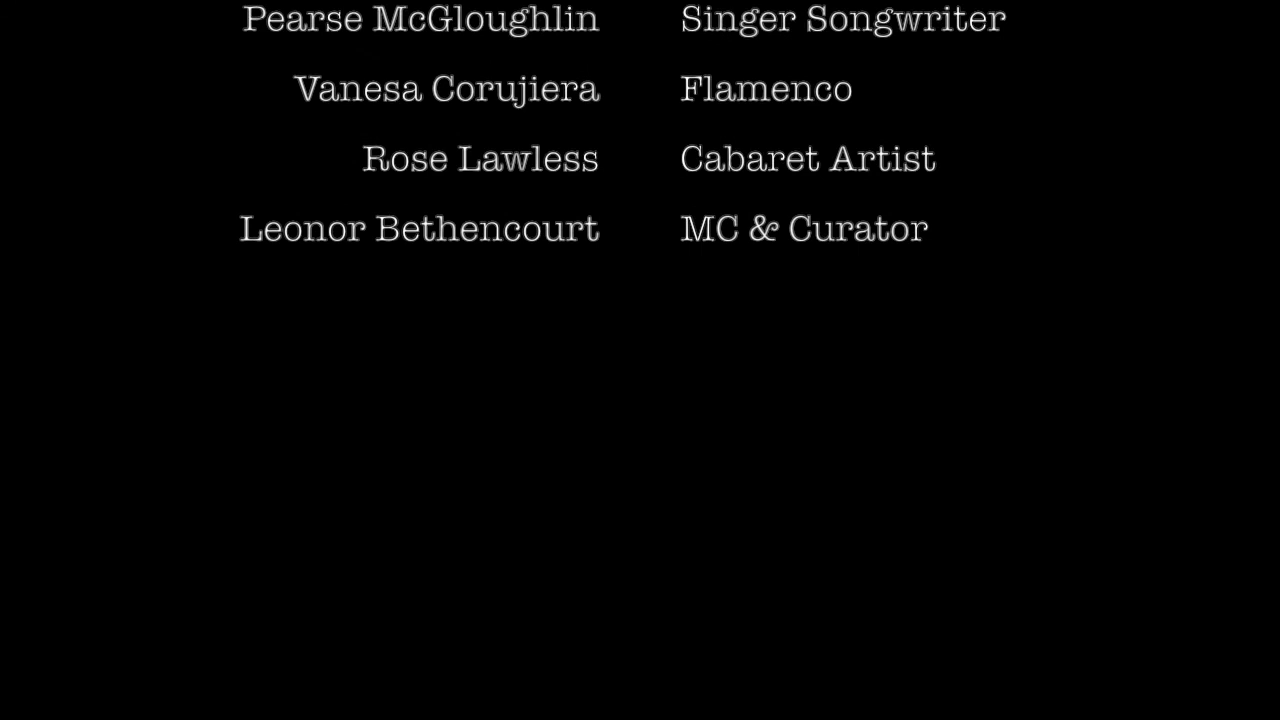 Pearse McGloughlin Singer Songwriter
Vanesa Corujiera Flamenco
Rose Lawless Cabaret Artist
Leonor Bethencourt MC & Curator